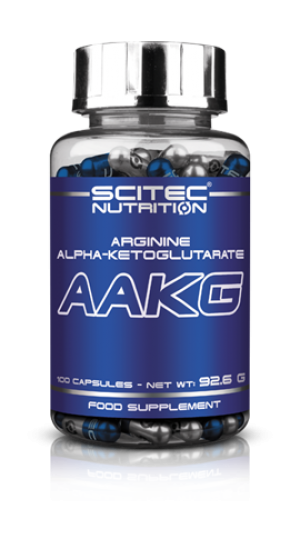 SCITEC
NUTRITION
ARGININE
ALPHA-KETOGLUTARATE
AAKG
100 CAPSULES - NET WT: 92.6 G
FOOD SUPPLEMENT